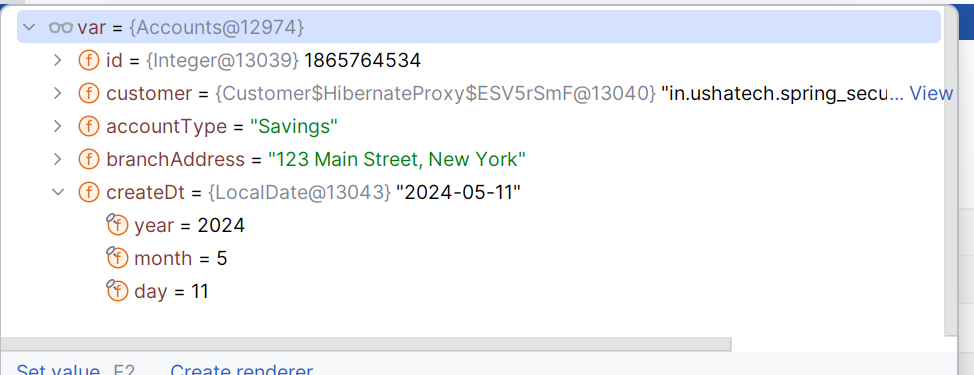 var = {Accounts@12974}
id = {Integer@13039} 1865764534
customer = {Customer$HibernateProxy$ESV5rSmF@13040} "in.ushatech.spring_secu... View
accountType = "Savings"
branchAddress = "123 Main Street, New York"
createDt = {LocalDate@13043} "2024-05-11"
year = 2024
month = 5
day = 11
Set value F2 Create renderer